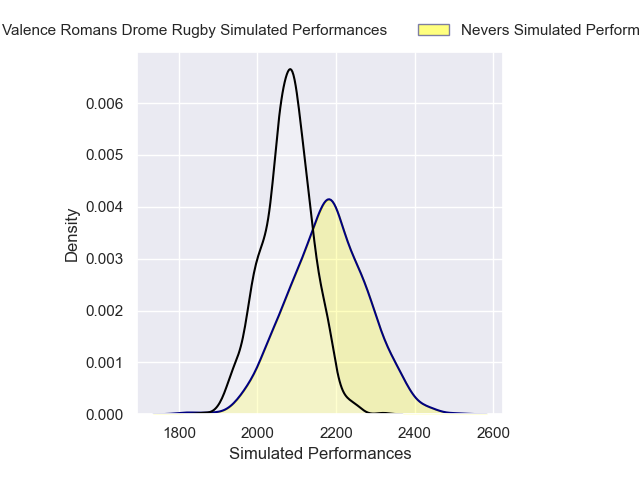 Valence Romans Drome Rugby Simulated Performances
Nevers Simulated Perform
0.006
0.005
0.004
0.003
0.002
0.001
0.000
Density
1800 2000 2200 2400 2600
Simulated Performances